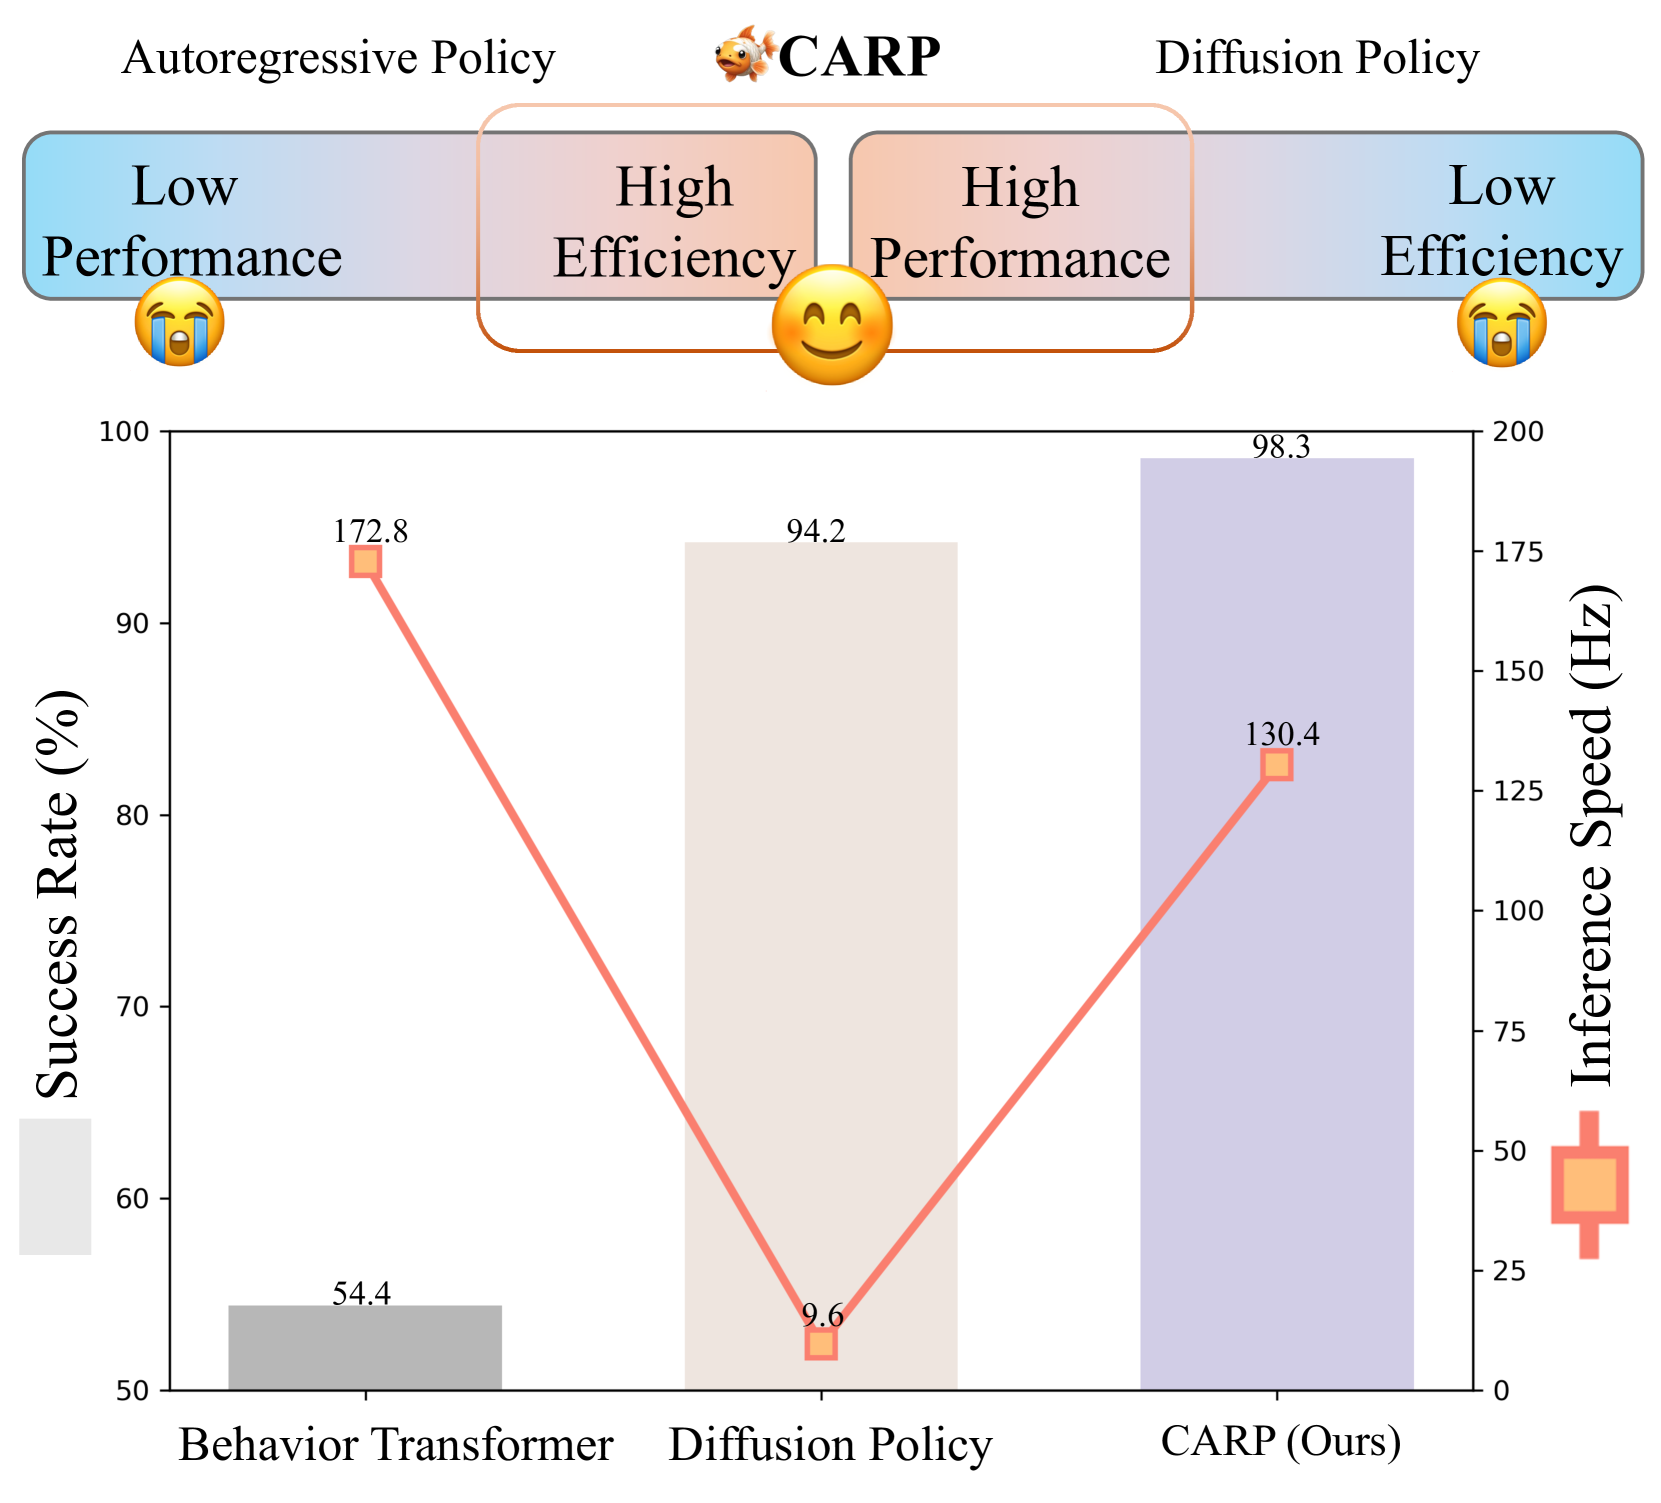 Autoregressive Policy
CARP
Diffusion Policy
Low
Performance
High
Efficiency
High
Performance
Low
Efficiency
Success Rate (%)
100
90
80
70
60
50
172.8
94.2
98.3
130.4
54.4
9.6
200
175
150
125
100
75
50
25
0
Inference Speed (Hz)
Behavior Transformer
Diffusion Policy
CARP (Ours)